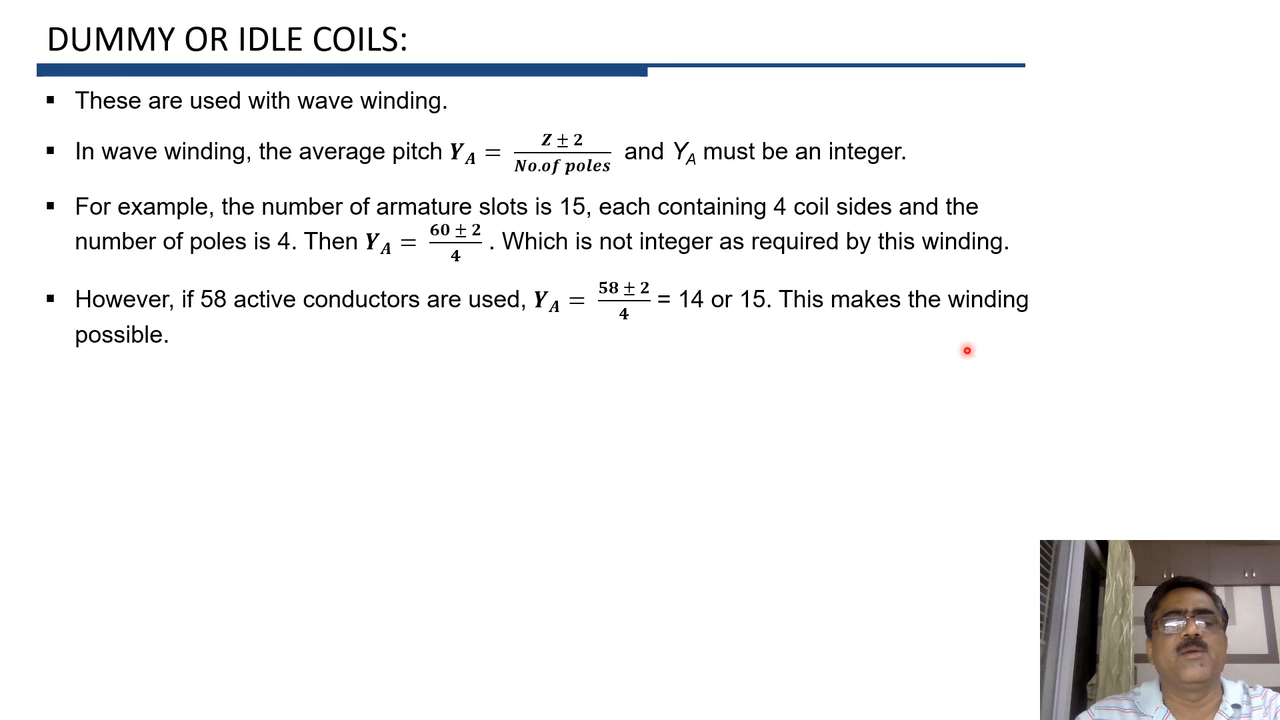 DUMMY OR IDLE COILS:
▪ These are used with wave winding.
▪ In wave winding, the average pitch Y_A = (Z ± 2)/(No.of poles) and Y_A must be an integer.
▪ For example, the number of armature slots is 15, each containing 4 coil sides and the
number of poles is 4. Then Y_A = (60 ± 2)/4 . Which is not integer as required by this winding.
▪ However, if 58 active conductors are used, Y_A = (58 ± 2)/4 = 14 or 15. This makes the winding
possible.